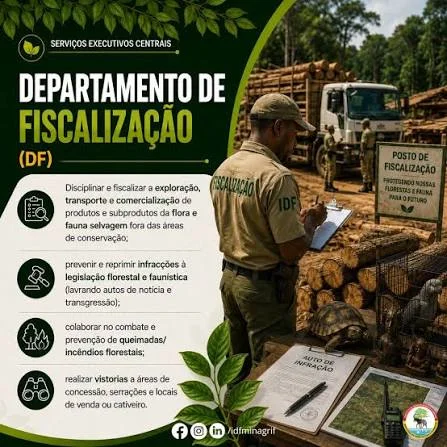 SERVIÇOS EXECUTIVOS CENTRAIS
DEPARTAMENTO DE
FISCALIZAÇÃO
(DF)
Disciplinar e fiscalizar a exploração,
transporte e comercialização de
produtos e subprodutos da flora e
fauna selvagem fora das áreas
de conservação;
prevenir e reprimir infracções à
legislação florestal e faunística
(lavrando autos de notícia e
transgressão);
colaborar no combate e
prevenção de queimadas/
incêndios florestais;
realizar vistorias a áreas de
concessão, serrações e locais
de venda ou cativeiro.
FISCALIZAÇÃO
IDF
POSTO DE
FISCALIZAÇÃO
PROTEGENDO NOSSAS
FLORESTAS E FAUNA
PARA O FUTURO
AUTO DE
INFRAÇÃO
/idfminagrif